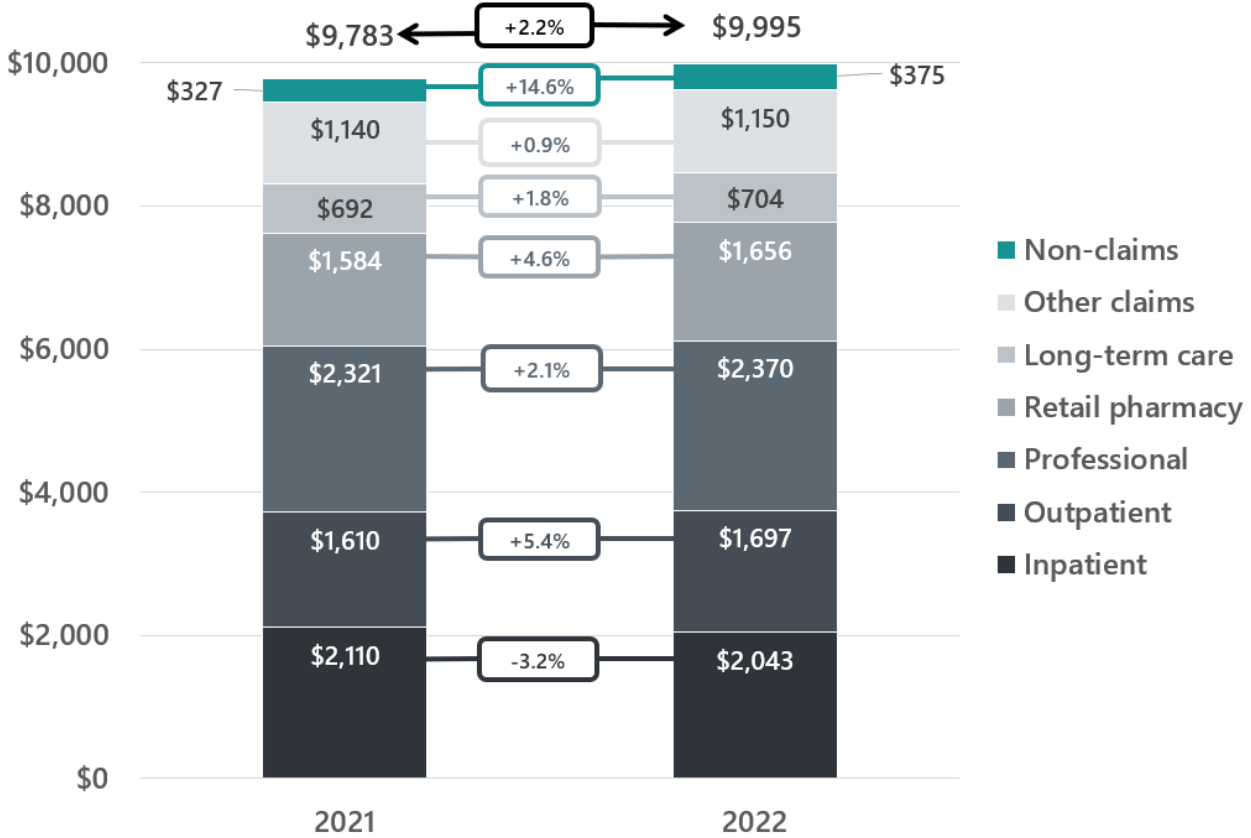 $9,783 +2.2% $9,995
$10,000
$327 +14.6% $375
$1,140 +0.9% $1,150
$8,000
$692 +1.8% $704
$1,584 +4.6% $1,656
$6,000
$2,321 +2.1% $2,370
$4,000
$1,610 +5.4% $1,697
$2,000
$2,110 -3.2% $2,043
$0
2021 2022
Non-claims
Other claims
Long-term care
Retail pharmacy
Professional
Outpatient
Inpatient